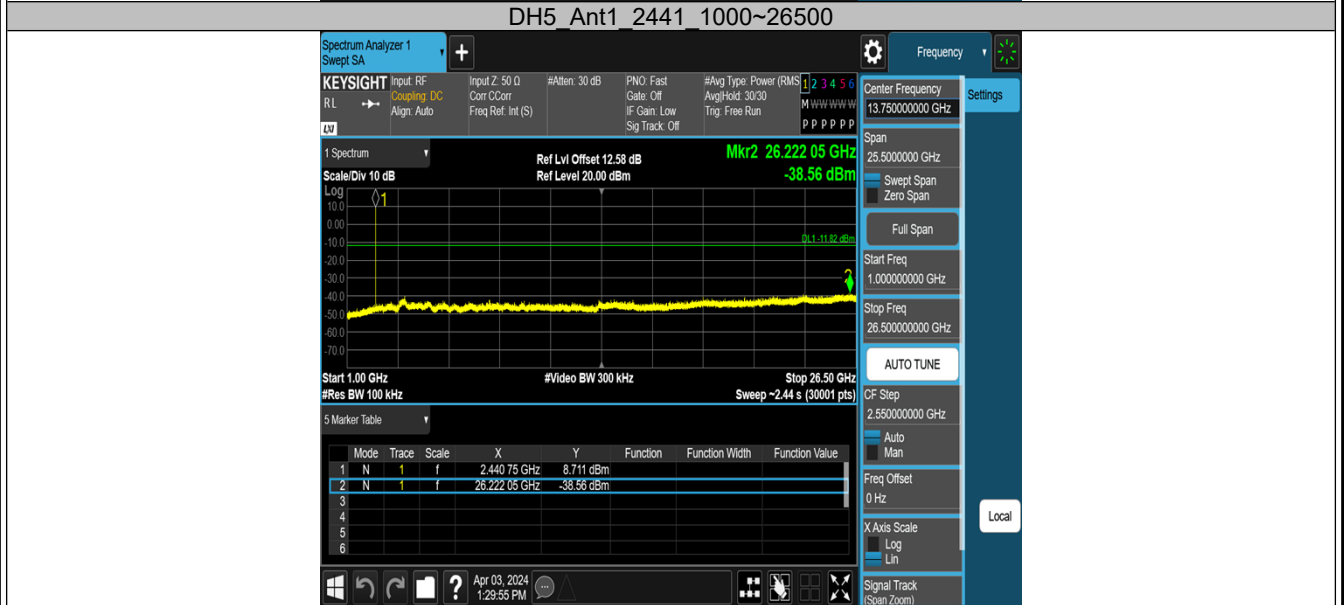 DH5_Ant1_2441_1000~26500
Spectrum Analyzer 1
Swept SA
+
Frequency
KEYSIGHT
RL
LXI
Input: RF
Coupling: DC
Align: Auto
Input Z: 50 Ω
Corr CCorr
Freq Ref: Int (S)
#Atten: 30 dB
PNO: Fast
Gate: Off
IF Gain: Low
Sig Track: Off
#Avg Type: Power (RMS
Avg|Hold: 30/30
Trig: Free Run
1 2 3 4 5 6
M W W W W W
P P P P P P
Center Frequency
13.750000000 GHz
Settings
Span
25.5000000 GHz
Swept Span
Zero Span
Full Span
Start Freq
1.000000000 GHz
Stop Freq
26.500000000 GHz
AUTO TUNE
CF Step
2.550000000 GHz
Auto
Man
Freq Offset
0 Hz
X Axis Scale
Log
Lin
Signal Track
(Span Zoom)
Local
1 Spectrum
Scale/Div 10 dB
Ref Lvl Offset 12.58 dB
Ref Level 20.00 dBm
Mkr2 26.222 05 GHz
-38.56 dBm
Log
10.0
0.00
-10.0
-20.0
-30.0
-40.0
-50.0
-60.0
-70.0
1
DL1 -11.82 dBm
2
Start 1.00 GHz
#Video BW 300 kHz
Stop 26.50 GHz
#Res BW 100 kHz
Sweep ~2.44 s (30001 pts)
5 Marker Table
Mode Trace Scale X Y Function Function Width Function Value
1 N 1 f 2.440 75 GHz 8.711 dBm
2 N 1 f 26.222 05 GHz -38.56 dBm
3
4
5
6
?
Apr 03, 2024
1:29:55 PM